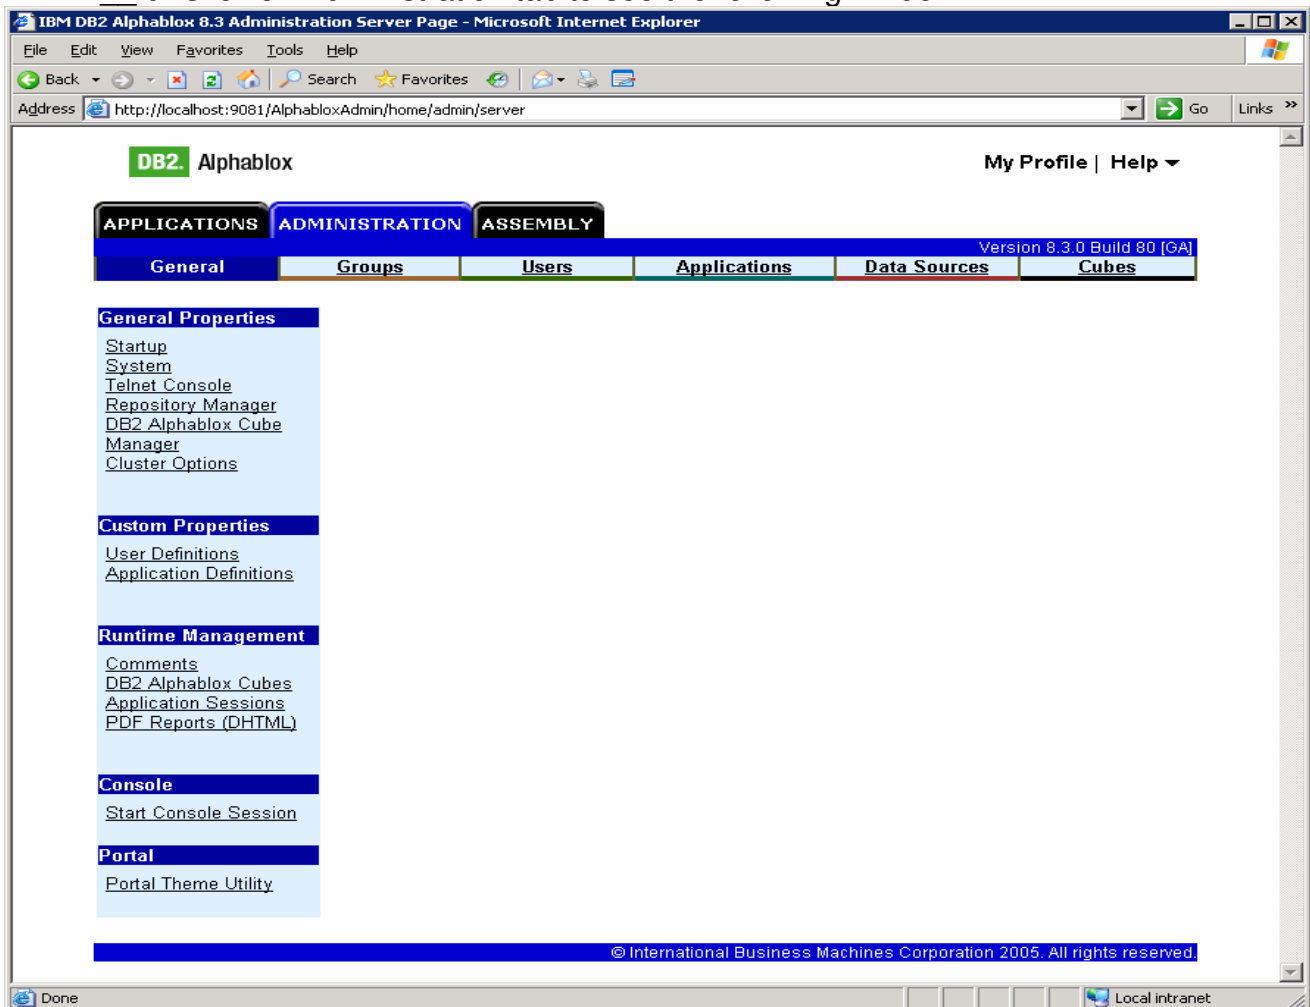 IBM DB2 Alphablox 8.3 Administration Server Page - Microsoft Internet Explorer
File Edit View Favorites Tools Help
Back Search Favorites
Address http://localhost:9081/AlphabloxAdmin/home/admin/server Go Links »
DB2. Alphablox My Profile | Help
APPLICATIONS ADMINISTRATION ASSEMBLY
Version 8.3.0 Build 80 [GA]
General Groups Users Applications Data Sources Cubes
General Properties
Startup
System
Telnet Console
Repository Manager
DB2 Alphablox Cube
Manager
Cluster Options
Custom Properties
User Definitions
Application Definitions
Runtime Management
Comments
DB2 Alphablox Cubes
Application Sessions
PDF Reports (DHTML)
Console
Start Console Session
Portal
Portal Theme Utility
© International Business Machines Corporation 2005. All rights reserved.
Done Local intranet